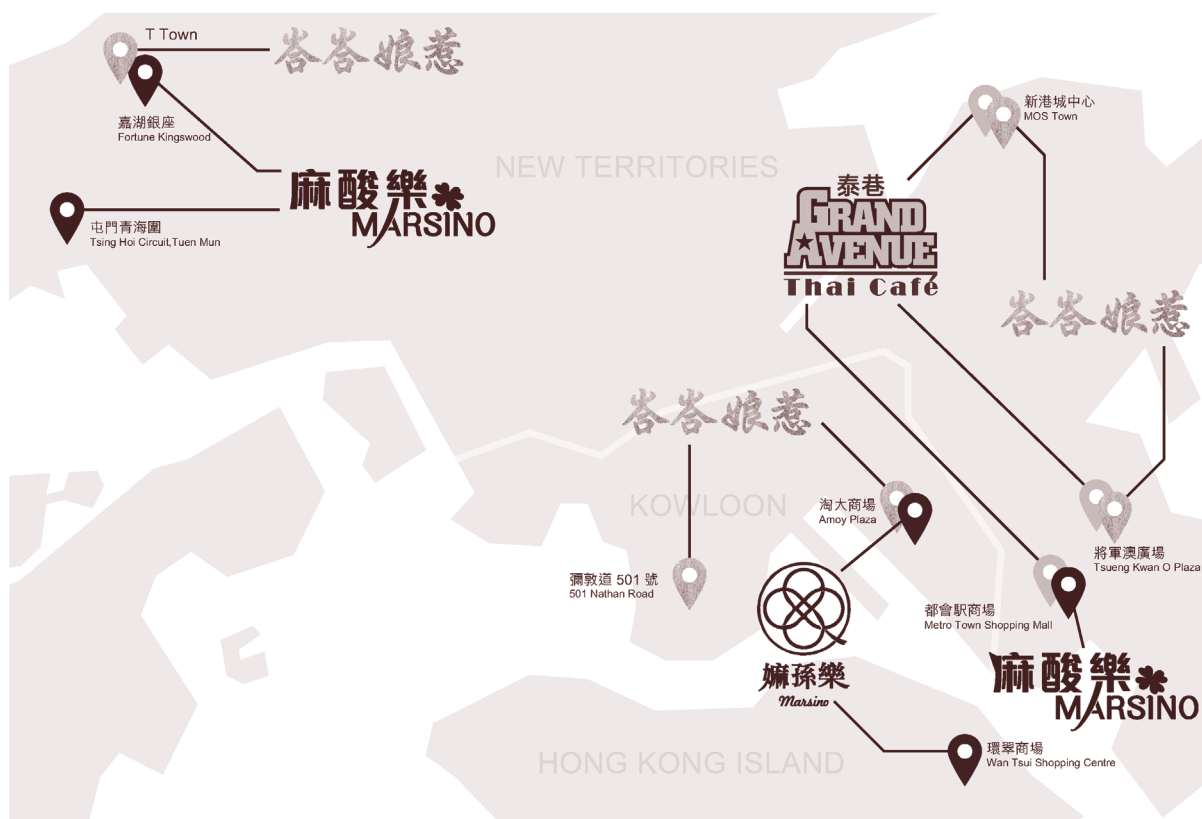 T Town
峇峇娘惹
嘉湖銀座
Fortune Kingswood
新港城中心
MOS Town
NEW TERRITORIES
麻酸樂
MARSINO
泰巷
GRAND
AVENUE
Thai Café
屯門青海圍
Tsing Hoi Circuit,Tuen Mun
峇峇娘惹
峇峇娘惹
KOWLOON
淘大商場
Amoy Plaza
將軍澳廣場
Tsueng Kwan O Plaza
彌敦道 501 號
501 Nathan Road
都會駅商場
Metro Town Shopping Mall
嫲孫樂
Marsino
麻酸樂
MARSINO
HONG KONG ISLAND
環翠商場
Wan Tsui Shopping Centre